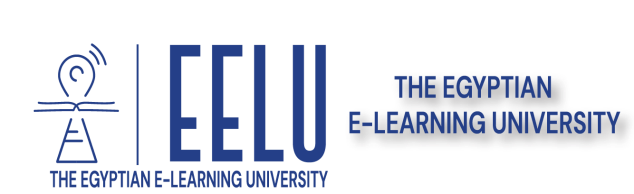 EELU
THE EGYPTIAN E-LEARNING UNIVERSITY
THE EGYPTIAN
E-LEARNING UNIVERSITY